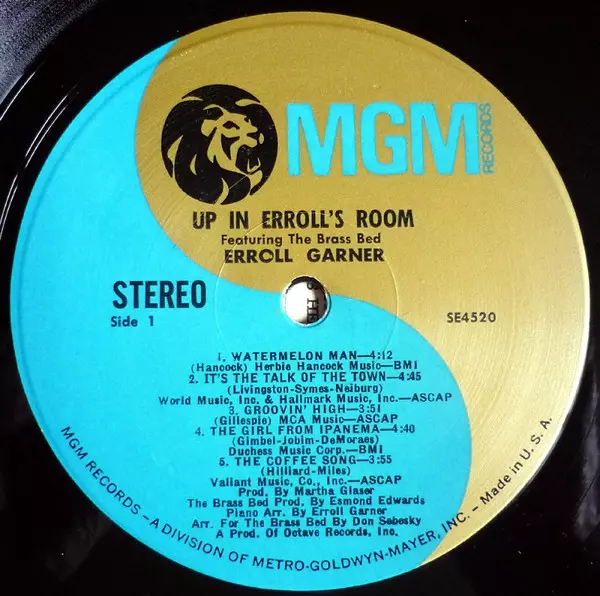 MGM
RECORDS
UP IN ERROLL'S ROOM
Featuring The Brass Bed
ERROLL GARNER
STEREO
Side 1
SE4520
1. WATERMELON MAN—4:12
(Hancock) Herbie Hancock Music—BMI
2. IT'S THE TALK OF THE TOWN—4:45
(Livingston-Symes-Neiburg)
World Music, Inc. & Hallmark Music, Inc.—ASCAP
3. GROOVIN' HIGH—3:51
(Gillespie) MCA Music—ASCAP
4. THE GIRL FROM IPANEMA—4:40
(Gimbel-Jobim-DeMoraes)
Duchess Music Corp.—BMI
5. THE COFFEE SONG—3:55
(Hilliard-Miles)
Valiant Music, Co., Inc.—ASCAP
Prod. By Martha Glaser
The Brass Bed Prod. By Esmond Edwards
Piano Arr. By Erroll Garner
Arr. For The Brass Bed By Don Sebesky
A Prod. Of Octave Records, Inc.
MGM RECORDS – A DIVISION OF METRO-GOLDWYN-MAYER, INC. – Made in U. S. A.